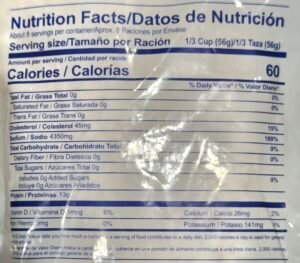 Nutrition Facts/Datos de Nutrición
About 8 servings per container/Aprox. 8 Raciones por Envase
Serving size/Tamaño por Ración 1/3 Cup (56g)/1/3 Taza (56g)
Amount per serving / Cantidad por ración
Calories / Calorías 60
% Daily Value* / % Valor Diario*
Total Fat / Grasa Total 0g 0%
Saturated Fat / Grasa Saturada 0g 0%
Trans Fat / Grasa Trans 0g
Cholesterol / Colesterol 45mg 15%
Sodium / Sodio 4350mg 189%
Total Carbohydrate / Carbohidrato Total 0%
Dietary Fiber / Fibra Dietética 0g 0%
Total Sugars / Azúcares Total 0g
Includes 0g Added Sugars
Incluye 0g Azúcares Añadidos
Protein / Proteínas 13g
Vitamin D / Vitamina D 0mcg 6% Calcium / Calcio 26mg 2%
0mg Potassium / Potasio 141mg